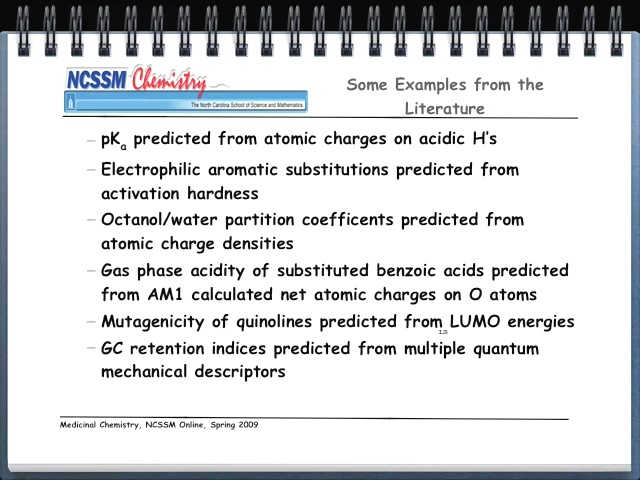 NCSSM Chemistry
The North Carolina School of Science and Mathematics
Some Examples from the
Literature
– pKa predicted from atomic charges on acidic H's
– Electrophilic aromatic substitutions predicted from
activation hardness
– Octanol/water partition coefficents predicted from
atomic charge densities
– Gas phase acidity of substituted benzoic acids predicted
from AM1 calculated net atomic charges on O atoms
– Mutagenicity of quinolines predicted from LUMO energies
– GC retention indices predicted from multiple quantum
mechanical descriptors
Medicinal Chemistry, NCSSM Online, Spring 2009